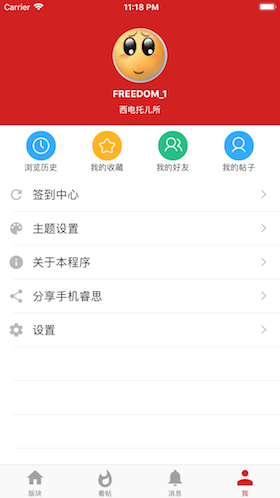 Carrier 11:18 PM
FREEDOM_1
西电托儿所
浏览历史 我的收藏 我的好友 我的帖子
签到中心
主题设置
关于本程序
分享手机睿思
设置
版块 看帖 消息 我